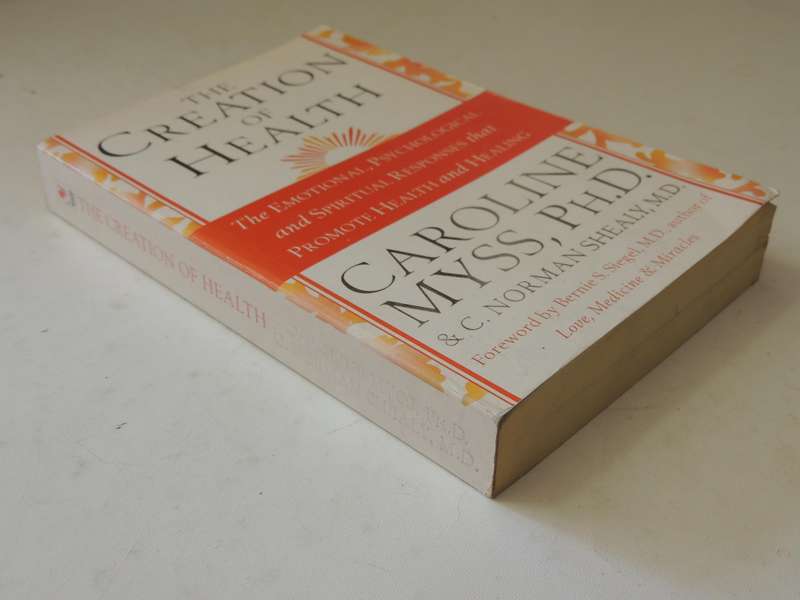 THE
CREATION
OF
HEALTH
The EMOTIONAL, PSYCHOLOGICAL
and SPIRITUAL RESPONSES that
PROMOTE HEALTH and HEALING
CAROLINE
MYSS, PH.D.
& C. NORMAN SHEALY, M.D.
Foreword by Bernie S. Siegel, M.D., author of
Love, Medicine & Miracles
THE CREATION OF HEALTH
PH.D.
M.D.